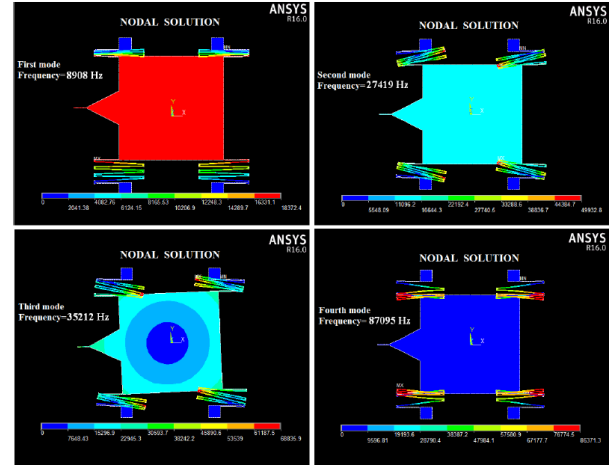 ANSYS
R16.0
NODAL SOLUTION
First mode
Frequency=8908 Hz
MN
Y
X
MX
0 4082.76 8165.53 12248.3 16331.1
2041.38 6124.15 10206.9 14289.7 18372.4
ANSYS
R16.0
NODAL SOLUTION
Second mode
Frequency=27419 Hz
Y
X
0 11096.2 22192.4 33288.6 44384.7
5548.09 16644.3 27740.6 38836.7 49932.8
ANSYS
R16.0
NODAL SOLUTION
Third mode
Frequency=35212 Hz
MN
Y
X
0 15296.9 30593.7 45890.6 61187.5
7648.43 22945.3 38242.2 53539 68835.9
ANSYS
R16.0
NODAL SOLUTION
Fourth mode
Frequency= 87095 Hz
MN
Y
X
MX
0 19193.6 38387.2 57580.9 76774.5
9596.81 28790.4 47984.1 67177.7 86371.3